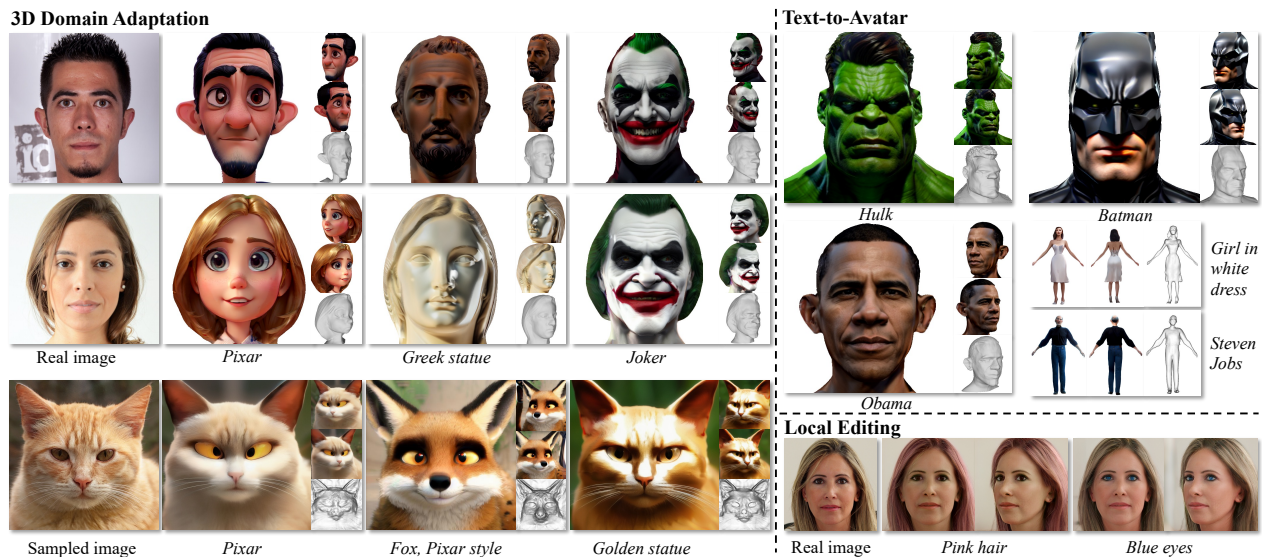 3D Domain Adaptation
id
Real image
Pixar
Greek statue
Joker
Sampled image
Pixar
Fox, Pixar style
Golden statue
Text-to-Avatar
Hulk
Batman
Obama
Girl in
white
dress
Steven
Jobs
Local Editing
Real image
Pink hair
Blue eyes